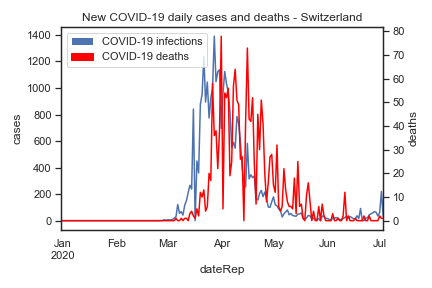 New COVID-19 daily cases and deaths - Switzerland
COVID-19 infections
COVID-19 deaths
1400
1200
1000
800
600
400
200
0
cases
80
70
60
50
40
30
20
10
0
deaths
Jan Feb Mar Apr May Jun Jul
2020
dateRep